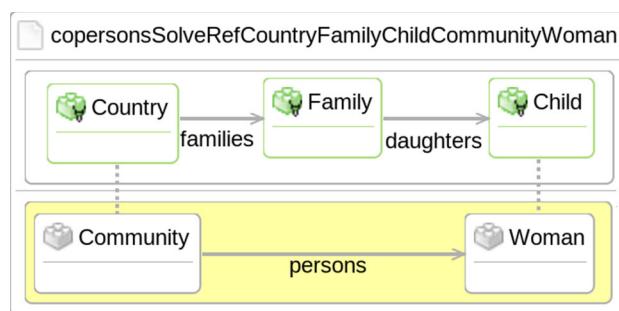 copersonsSolveRefCountryFamilyChildCommunityWoman
Country
Family
Child
families
daughters
Community
Woman
persons